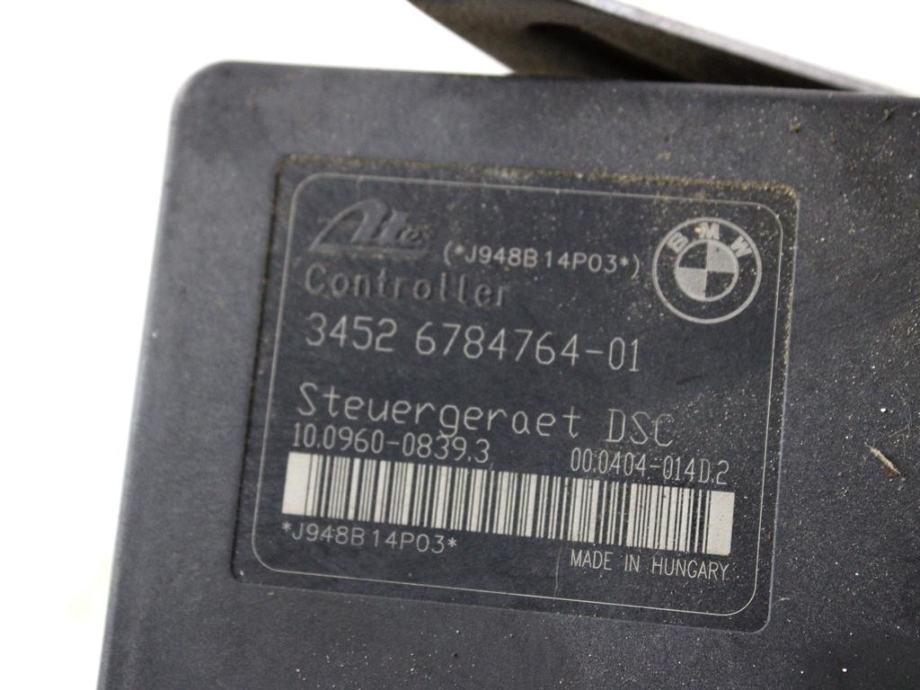 Ates
(*J948B14P03*)
BMW
Controller
3452 6784764-01
Steuergeraet DSC
10.0960-0839.3 00.0404-014D.2
*J948B14P03*
MADE IN HUNGARY